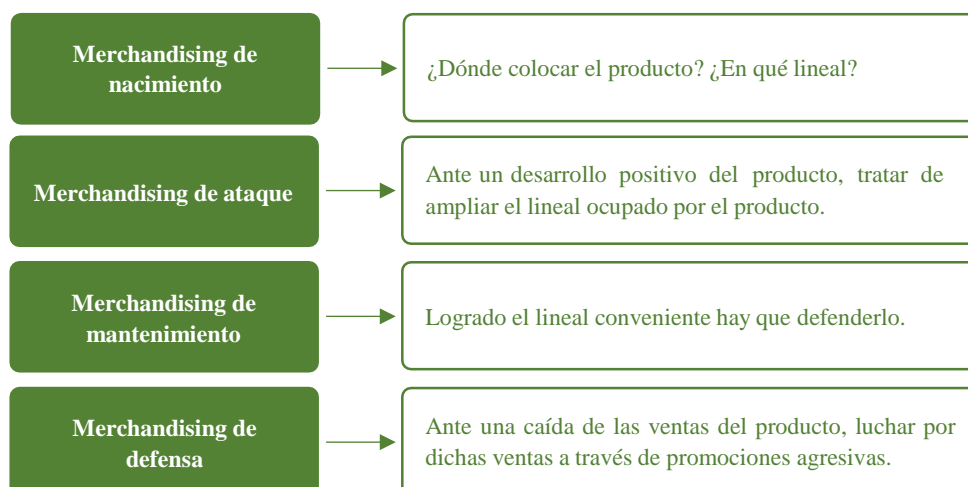 Merchandising de
nacimiento
¿Dónde colocar el producto? ¿En qué lineal?
Merchandising de ataque
Ante un desarrollo positivo del producto, tratar de
ampliar el lineal ocupado por el producto.
Merchandising de
mantenimiento
Logrado el lineal conveniente hay que defenderlo.
Merchandising de
defensa
Ante una caída de las ventas del producto, luchar por
dichas ventas a través de promociones agresivas.